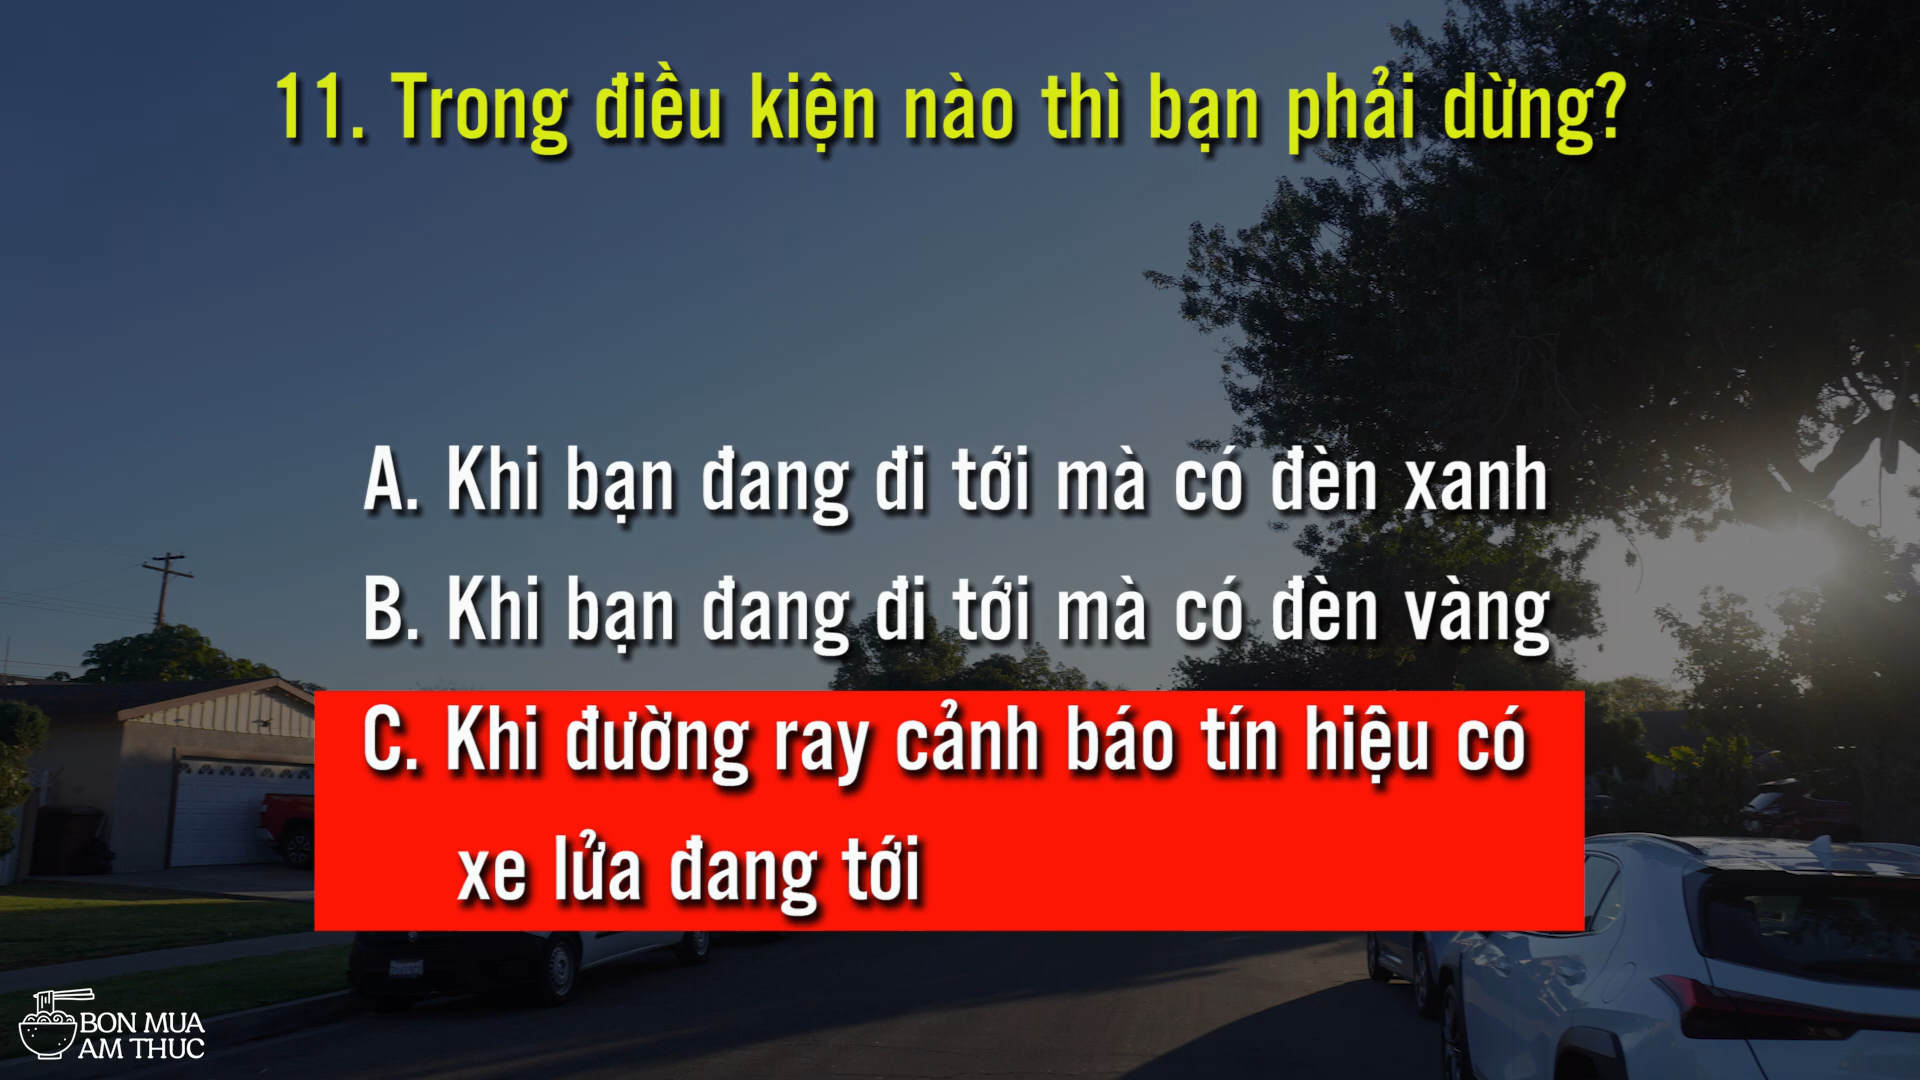 11. Trong điều kiện nào thì bạn phải dừng?
A. Khi bạn đang đi tới mà có đèn xanh
B. Khi bạn đang đi tới mà có đèn vàng
C. Khi đường ray cảnh báo tín hiệu có
xe lửa đang tới
BON MUA
AM THUC